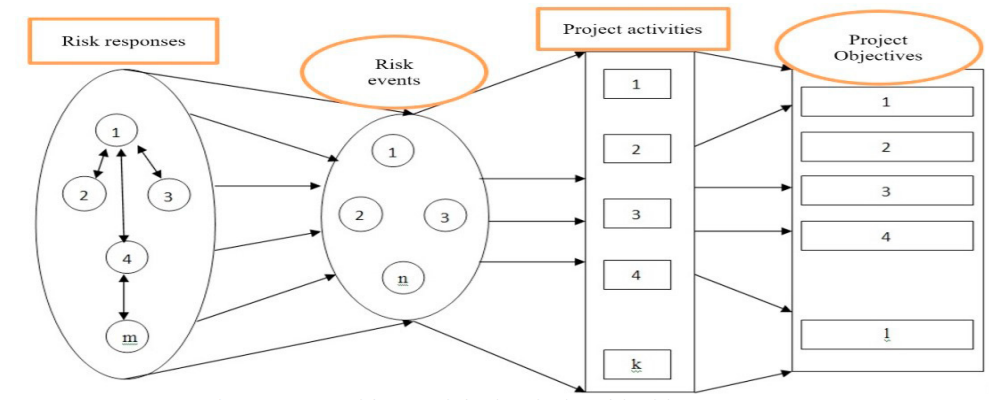 Risk responses
1
2
3
4
m
Risk
events
1
2
3
n
Project activities
1
2
3
4
k
Project
Objectives
1
2
3
4
l